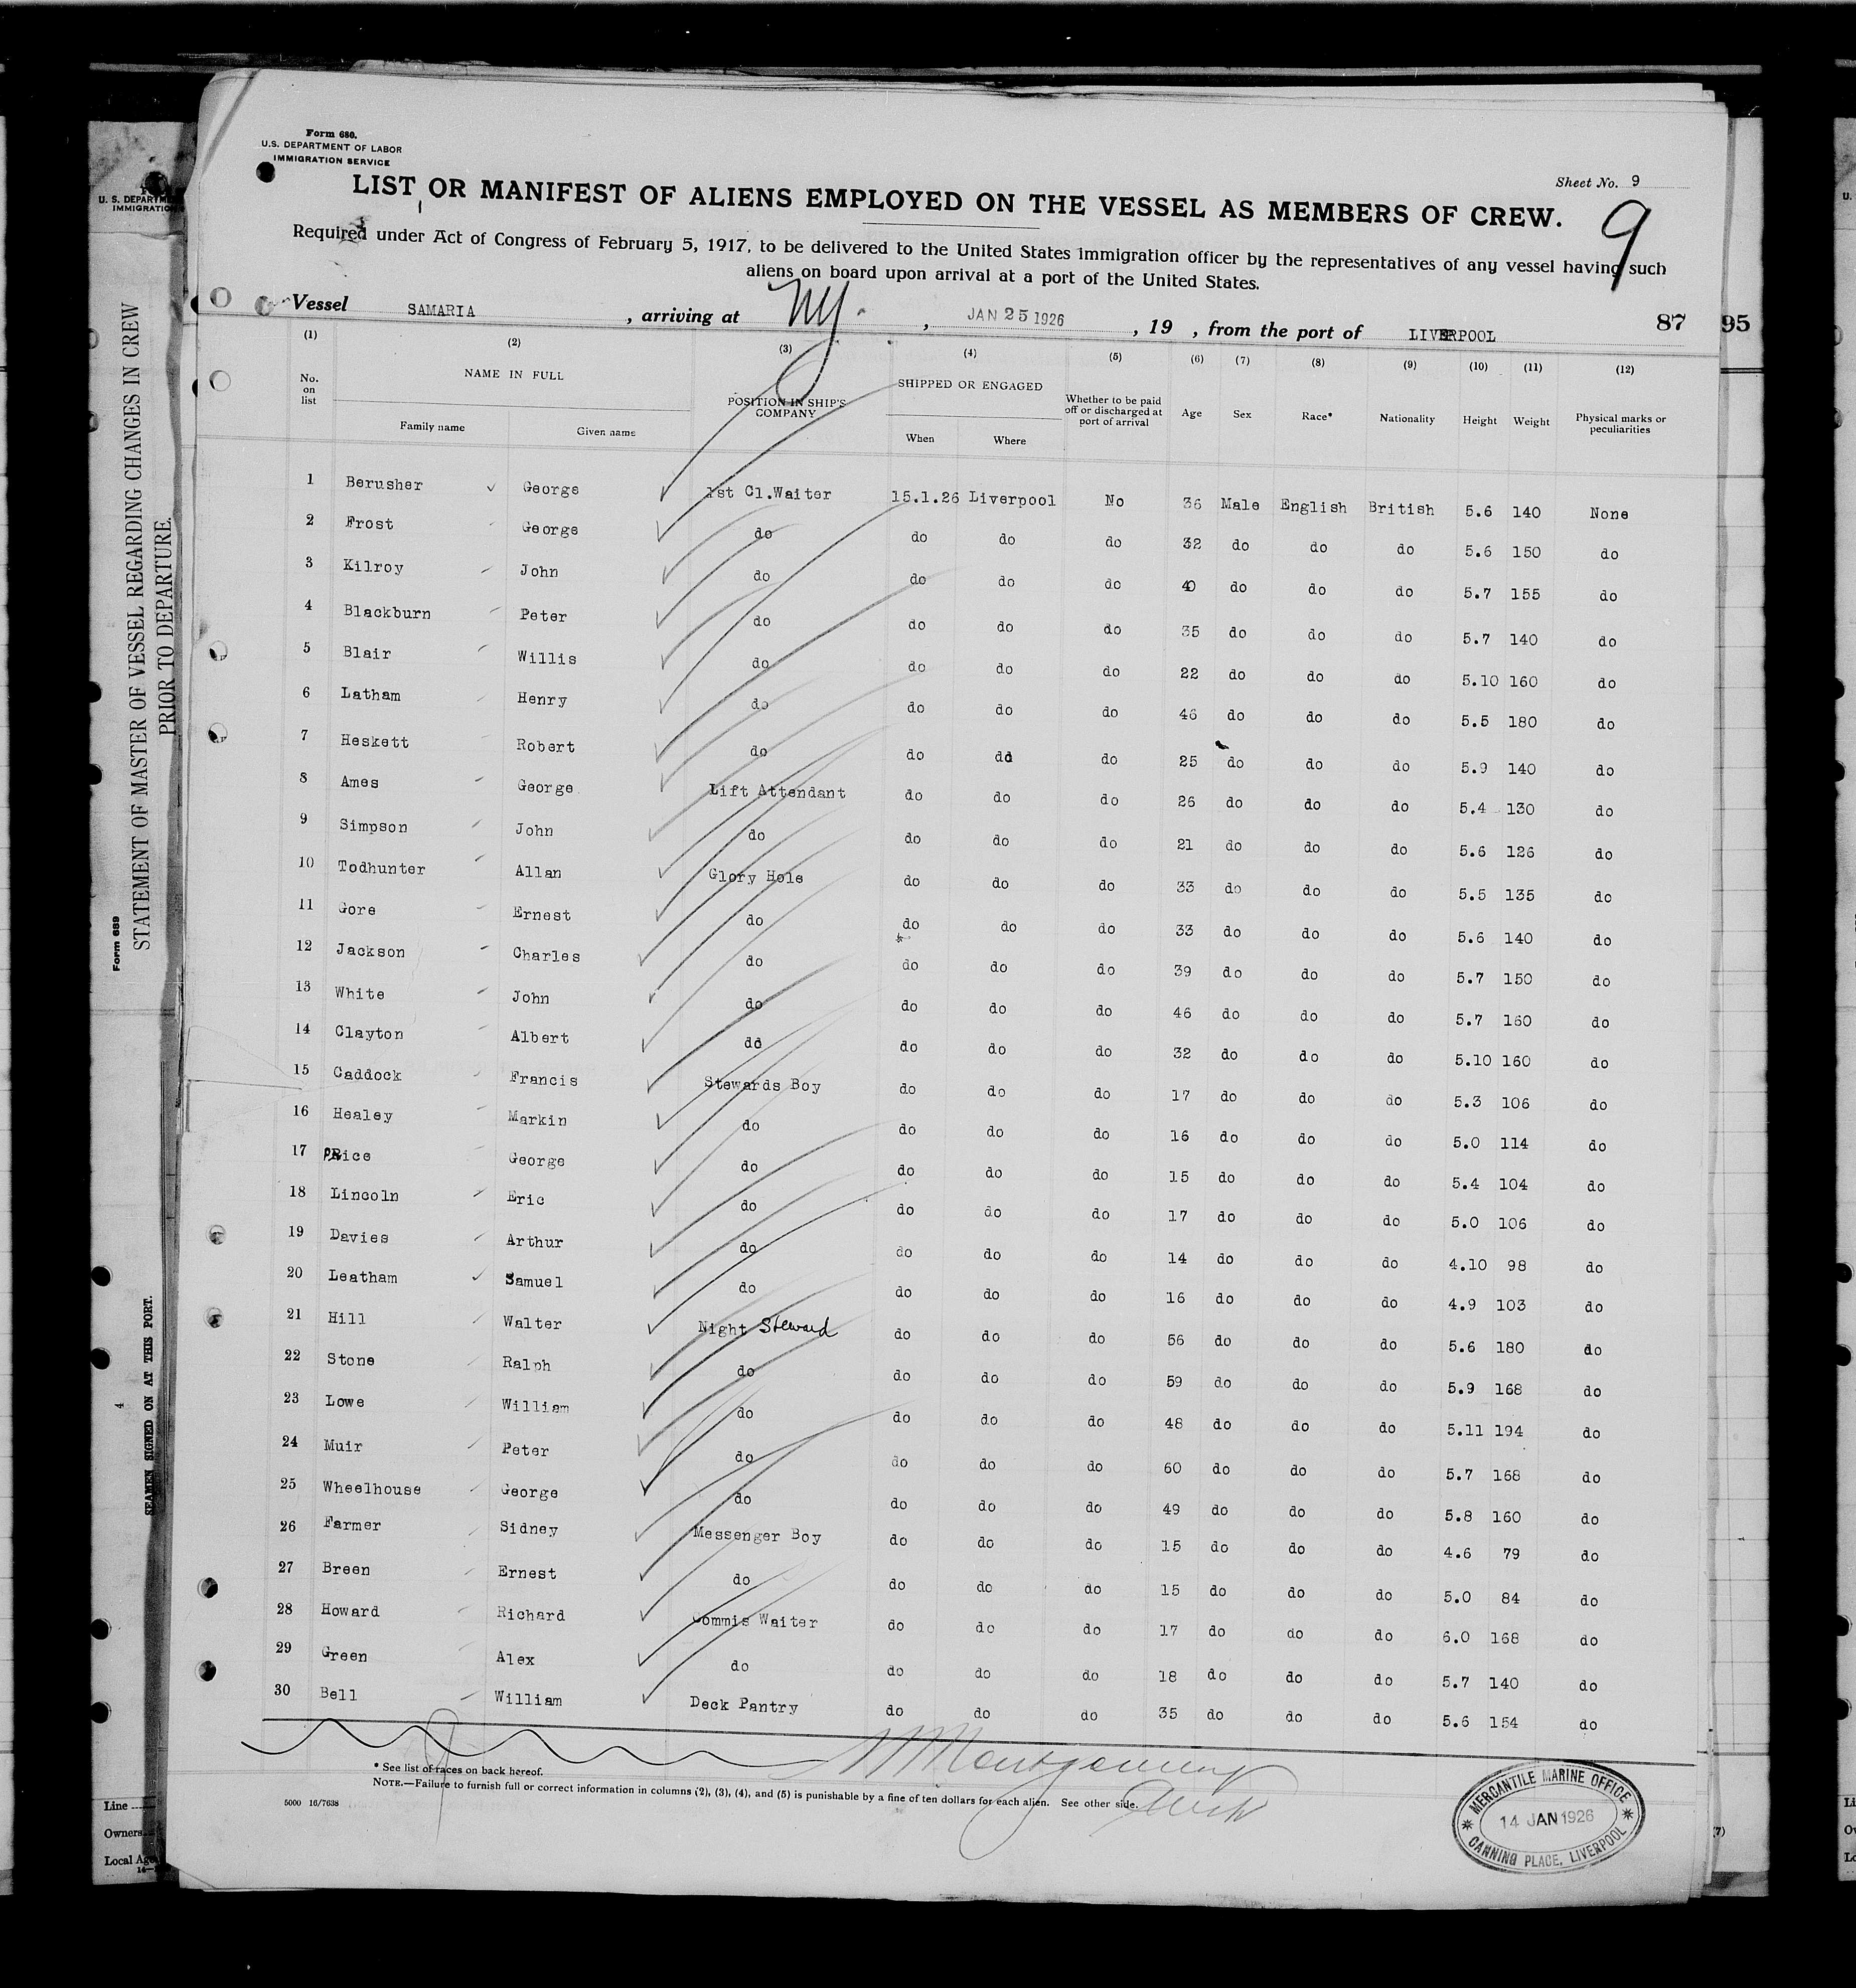 Form 680.
U.S. DEPARTMENT OF LABOR
IMMIGRATION SERVICE
Sheet No. 9
LIST OR MANIFEST OF ALIENS EMPLOYED ON THE VESSEL AS MEMBERS OF CREW.
9
Required under Act of Congress of February 5, 1917, to be delivered to the United States immigration officer by the representatives of any vessel having such
aliens on board upon arrival at a port of the United States.
Vessel SAMARIA , arriving at NY. , JAN 25 1926 , 19 , from the port of LIVERPOOL
87 95
(1) (2) (3) (4) (5) (6) (7) (8) (9) (10) (11) (12)
No. on list NAME IN FULL Family name Given name POSITION IN SHIP'S COMPANY SHIPPED OR ENGAGED When Where Whether to be paid off or discharged at port of arrival Age Sex Race* Nationality Height Weight Physical marks or peculiarities
1 Berusher George 1st Cl.Waiter 15.1.26 Liverpool No 36 Male English British 5.6 140 None
2 Frost George do do do do 32 do do do 5.6 150 do
3 Kilroy John do do do do 40 do do do 5.7 155 do
4 Blackburn Peter do do do do 35 do do do 5.7 140 do
5 Blair Willis do do do do 22 do do do 5.10 160 do
6 Latham Henry do do do do 46 do do do 5.5 180 do
7 Heskett Robert do do do do 25 do do do 5.9 140 do
8 Ames George Lift Attendant do do do 26 do do do 5.4 130 do
9 Simpson John do do do do 21 do do do 5.6 126 do
10 Todhunter Allan Glory Hole do do do 33 do do do 5.5 135 do
11 Gore Ernest do do do do 33 do do do 5.6 140 do
12 Jackson Charles do do do do 39 do do do 5.7 150 do
13 White John do do do do 46 do do do 5.7 160 do
14 Clayton Albert do do do do 32 do do do 5.10 160 do
15 Caddock Francis Stewards Boy do do do 17 do do do 5.3 106 do
16 Healey Markin do do do do 16 do do do 5.0 114 do
17 Price George do do do do 15 do do do 5.4 104 do
18 Lincoln Eric do do do do 17 do do do 5.0 106 do
19 Davies Arthur do do do do 14 do do do 4.10 98 do
20 Leatham Samuel do do do do 16 do do do 4.9 103 do
21 Hill Walter Night Steward do do do 56 do do do 5.6 180 do
22 Stone Ralph do do do do 59 do do do 5.9 168 do
23 Lowe William do do do do 48 do do do 5.11 194 do
24 Muir Peter do do do do 60 do do do 5.7 168 do
25 Wheelhouse George do do do do 49 do do do 5.8 160 do
26 Farmer Sidney Messenger Boy do do do 15 do do do 4.6 79 do
27 Breen Ernest do do do do 15 do do do 5.0 84 do
28 Howard Richard Commis Waiter do do do 17 do do do 6.0 168 do
29 Green Alex do do do do 18 do do do 5.7 140 do
30 Bell William Deck Pantry do do do 35 do do do 5.6 154 do
Montgomery
* See list of races on back hereof.
NOTE.—Failure to furnish full or correct information in columns (2), (3), (4), and (5) is punishable by a fine of ten dollars for each alien. See other side.
5000 16/7638
MERCANTILE MARINE OFFICE
14 JAN 1926
CANNING PLACE, LIVERPOOL
U. S. DEPARTME
IMMIGRATIO
Form 689
STATEMENT OF MASTER OF VESSEL REGARDING CHANGES IN CREW
PRIOR TO DEPARTURE.
4
SEAMEN SIGNED ON AT THIS PORT.
Line
Owners
Local Age